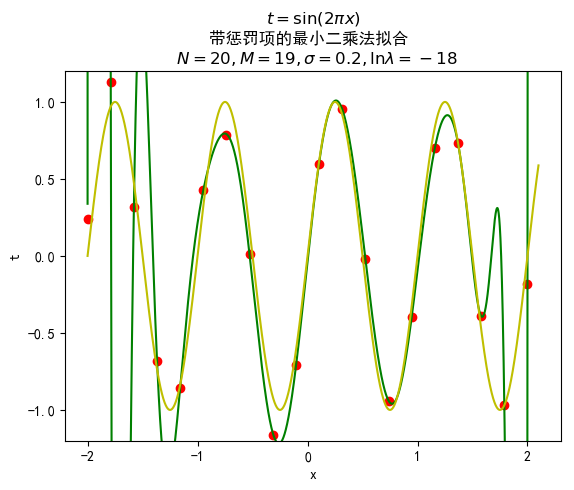 t = sin(2πx)
带惩罚项的最小二乘法拟合
N = 20, M = 19, σ = 0.2, lnλ = −18
1.0
0.5
0.0
−0.5
−1.0
t
−2
−1
0
1
2
x